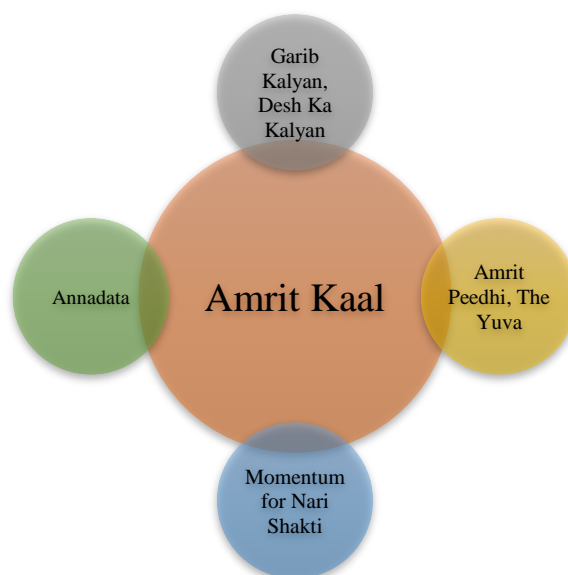 Garib
Kalyan,
Desh Ka
Kalyan
Annadata
Amrit Kaal
Amrit
Peedhi, The
Yuva
Momentum
for Nari
Shakti